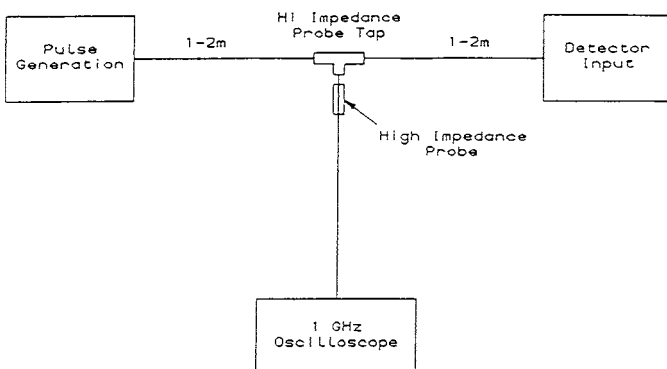 Pulse
Generation
1-2m
Hi Impedance
Probe Tap
1-2m
Detector
Input
High Impedance
Probe
1 GHz
Oscilloscope